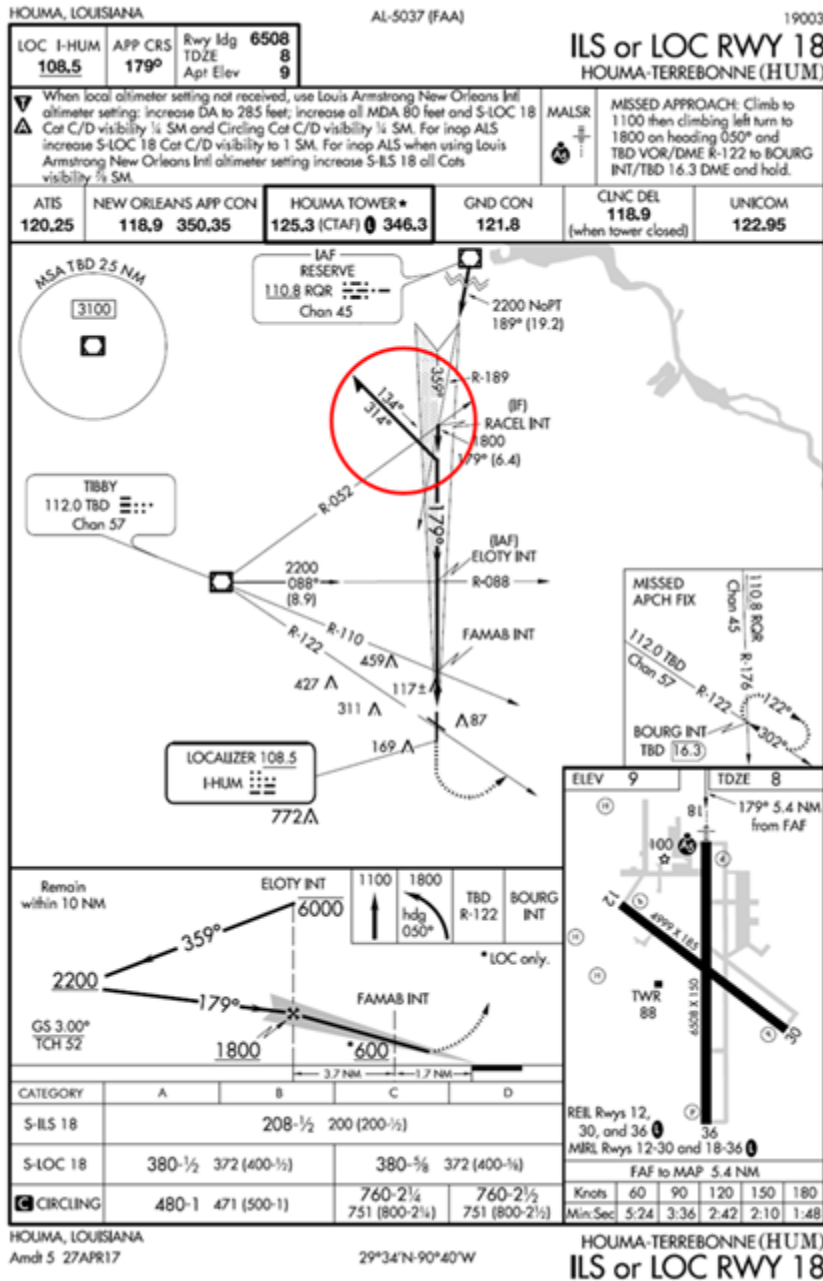 HOUMA, LOUISIANA
AL-5037 (FAA)
19003
LOC I-HUM
108.5
APP CRS
179°
Rwy ldg 6508
TDZE 8
Apt Elev 9
ILS or LOC RWY 18
HOUMA-TERREBONNE (HUM)
T
A
When local altimeter setting not received, use Louis Armstrong New Orleans Intl
altimeter setting: increase DA to 285 feet; increase all MDA 80 feet and S-LOC 18
Cat C/D visibility ¼ SM and Circling Cat C/D visibility ¼ SM. For inop ALS
increase S-LOC 18 Cat C/D visibility to 1 SM. For inop ALS when using Louis
Armstrong New Orleans Intl altimeter setting increase S-ILS 18 all Cats
visibility SM.
MALSR
A5
MISSED APPROACH: Climb to
1100 then climbing left turn to
1800 on heading 050° and
TBD VOR/DME R-122 to BOURG
INT/TBD 16.3 DME and hold.
ATIS
120.25
NEW ORLEANS APP CON
118.9 350.35
HOUMA TOWER★
125.3 (CTAF) L 346.3
GND CON
121.8
CLNC DEL
118.9
(when tower closed)
UNICOM
122.95
MSA TBD 25 NM
3100
IAF
RESERVE
110.8 RQR
Chan 45
2200 NoPT
189° (19.2)
359°
R-189
134°
314°
(IF)
RACEL INT
1800
179° (6.4)
R-052
TIBBY
112.0 TBD
Chan 57
179°
(IAF)
ELOTY INT
2200
088°
(8.9)
R-088
R-110
R-122
FAMAB INT
459
427
117±
311
87
169
LOCALIZER 108.5
I-HUM
772
MISSED
APCH FIX
110.8 RQR
Chan 45
112.0 TBD
Chan 57
R-176
R-122
122°
302°
BOURG INT
TBD 16.3
ELEV 9
TDZE 8
179° 5.4 NM
from FAF
18
100
A5
12
4999 X 185
6508 X 150
TWR
88
30
36
REIL Rwys 12,
30, and 36 L
MIRL Rwys 12-30 and 18-36 L
Remain
within 10 NM
ELOTY INT
6000
359°
2200
179°
GS 3.00°
TCH 52
1800
FAMAB INT
*600
3.7 NM
1.7 NM
1100
1800
hdg
050°
TBD
R-122
BOURG
INT
*LOC only.
CATEGORY A B C D
S-ILS 18 208-½ 200 (200-½)
S-LOC 18 380-½ 372 (400-½) 380-⅝ 372 (400-⅝)
C CIRCLING 480-1 471 (500-1) 760-2¼ 751 (800-2¼) 760-2½ 751 (800-2½)
FAF to MAP 5.4 NM
Knots 60 90 120 150 180
Min:Sec 5:24 3:36 2:42 2:10 1:48
HOUMA, LOUISIANA
Amdt 5 27APR17
29°34'N-90°40'W
HOUMA-TERREBONNE (HUM)
ILS or LOC RWY 18